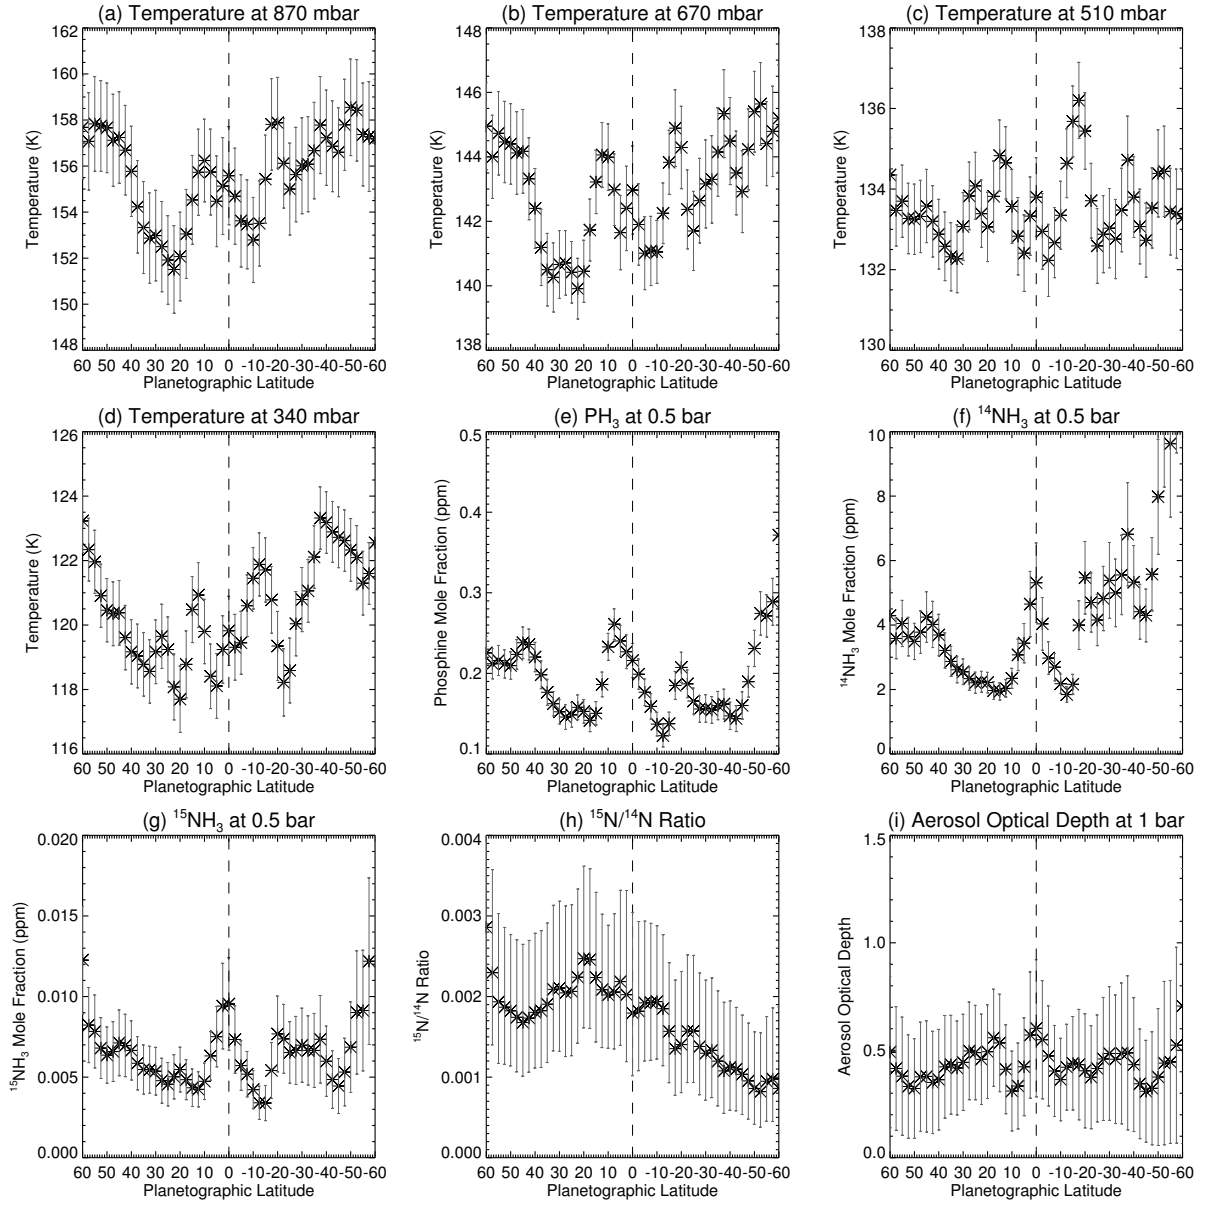 (a) Temperature at 870 mbar
Temperature (K)
162
160
158
156
154
152
150
148
60 50 40 30 20 10 0 -10 -20 -30 -40 -50 -60
Planetographic Latitude
(b) Temperature at 670 mbar
Temperature (K)
148
146
144
142
140
138
60 50 40 30 20 10 0 -10 -20 -30 -40 -50 -60
Planetographic Latitude
(c) Temperature at 510 mbar
Temperature (K)
138
136
134
132
130
60 50 40 30 20 10 0 -10 -20 -30 -40 -50 -60
Planetographic Latitude
(d) Temperature at 340 mbar
Temperature (K)
126
124
122
120
118
116
60 50 40 30 20 10 0 -10 -20 -30 -40 -50 -60
Planetographic Latitude
(e) PH₃ at 0.5 bar
Phosphine Mole Fraction (ppm)
0.5
0.4
0.3
0.2
0.1
60 50 40 30 20 10 0 -10 -20 -30 -40 -50 -60
Planetographic Latitude
(f) ¹⁴NH₃ at 0.5 bar
¹⁴NH₃ Mole Fraction (ppm)
10
8
6
4
2
0
60 50 40 30 20 10 0 -10 -20 -30 -40 -50 -60
Planetographic Latitude
(g) ¹⁵NH₃ at 0.5 bar
¹⁵NH₃ Mole Fraction (ppm)
0.020
0.015
0.010
0.005
0.000
60 50 40 30 20 10 0 -10 -20 -30 -40 -50 -60
Planetographic Latitude
(h) ¹⁵N/¹⁴N Ratio
¹⁵N/¹⁴N Ratio
0.004
0.003
0.002
0.001
0.000
60 50 40 30 20 10 0 -10 -20 -30 -40 -50 -60
Planetographic Latitude
(i) Aerosol Optical Depth at 1 bar
Aerosol Optical Depth
1.5
1.0
0.5
0.0
60 50 40 30 20 10 0 -10 -20 -30 -40 -50 -60
Planetographic Latitude